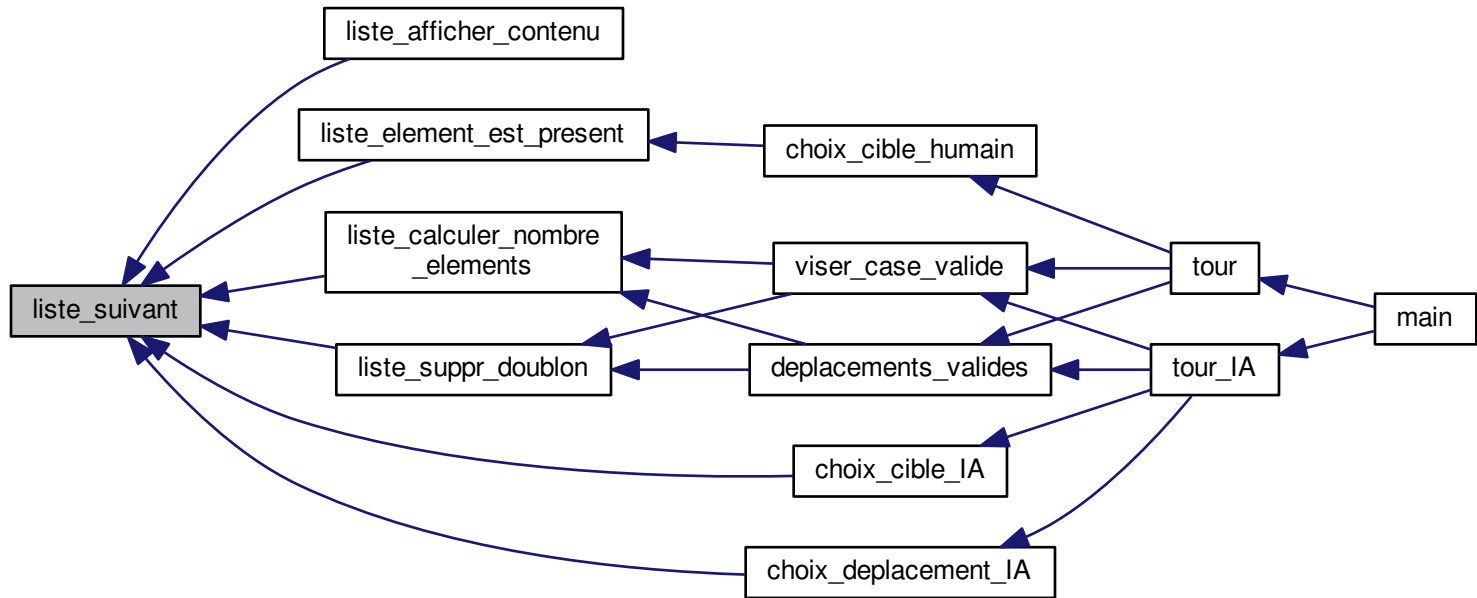 liste_afficher_contenu
liste_element_est_present
choix_cible_humain
liste_calculer_nombre
_elements
viser_case_valide
tour
liste_suivant
main
liste_suppr_doublon
deplacements_valides
tour_IA
choix_cible_IA
choix_deplacement_IA